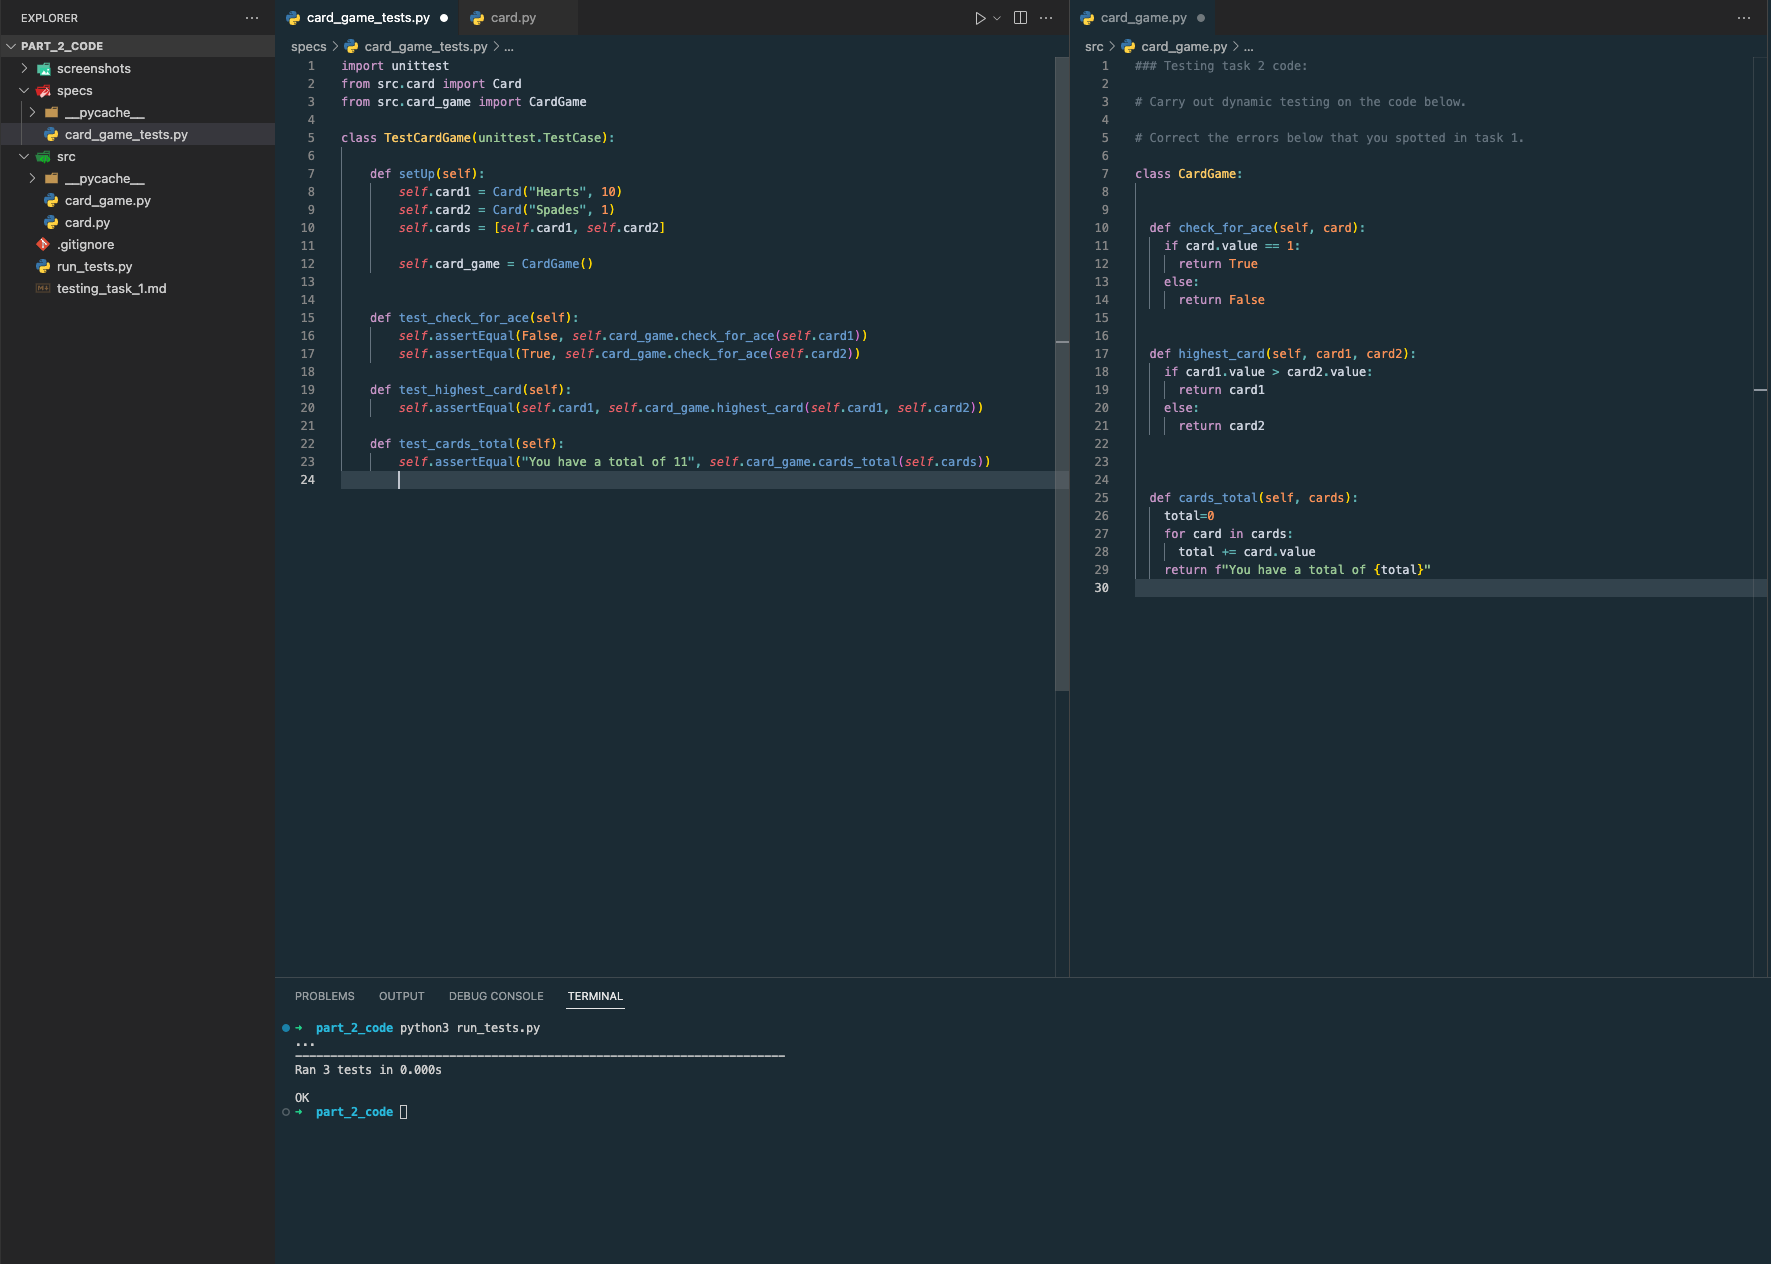 EXPLORER
PART_2_CODE
screenshots
specs
__pycache__
card_game_tests.py
src
__pycache__
card_game.py
card.py
.gitignore
run_tests.py
testing_task_1.md
card_game_tests.py
card.py
specs > card_game_tests.py > ...
1 import unittest
2 from src.card import Card
3 from src.card_game import CardGame
4
5 class TestCardGame(unittest.TestCase):
6
7 def setUp(self):
8 self.card1 = Card("Hearts", 10)
9 self.card2 = Card("Spades", 1)
10 self.cards = [self.card1, self.card2]
11
12 self.card_game = CardGame()
13
14
15 def test_check_for_ace(self):
16 self.assertEqual(False, self.card_game.check_for_ace(self.card1))
17 self.assertEqual(True, self.card_game.check_for_ace(self.card2))
18
19 def test_highest_card(self):
20 self.assertEqual(self.card1, self.card_game.highest_card(self.card1, self.card2))
21
22 def test_cards_total(self):
23 self.assertEqual("You have a total of 11", self.card_game.cards_total(self.cards))
24
card_game.py
src > card_game.py > ...
1 ### Testing task 2 code:
2
3 # Carry out dynamic testing on the code below.
4
5 # Correct the errors below that you spotted in task 1.
6
7 class CardGame:
8
9
10 def check_for_ace(self, card):
11 if card.value == 1:
12 return True
13 else:
14 return False
15
16
17 def highest_card(self, card1, card2):
18 if card1.value > card2.value:
19 return card1
20 else:
21 return card2
22
23
24
25 def cards_total(self, cards):
26 total=0
27 for card in cards:
28 total += card.value
29 return f"You have a total of {total}"
30
PROBLEMS OUTPUT DEBUG CONSOLE TERMINAL
➜ part_2_code python3 run_tests.py
...
----------------------------------------------------------------------
Ran 3 tests in 0.000s

OK
➜ part_2_code